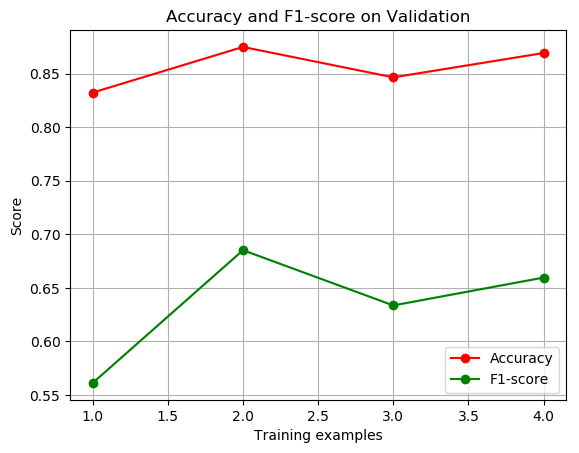 Accuracy and F1-score on Validation
0.85
0.80
0.75
0.70
0.65
0.60
0.55
Score
Accuracy
F1-score
1.0 1.5 2.0 2.5 3.0 3.5 4.0
Training examples